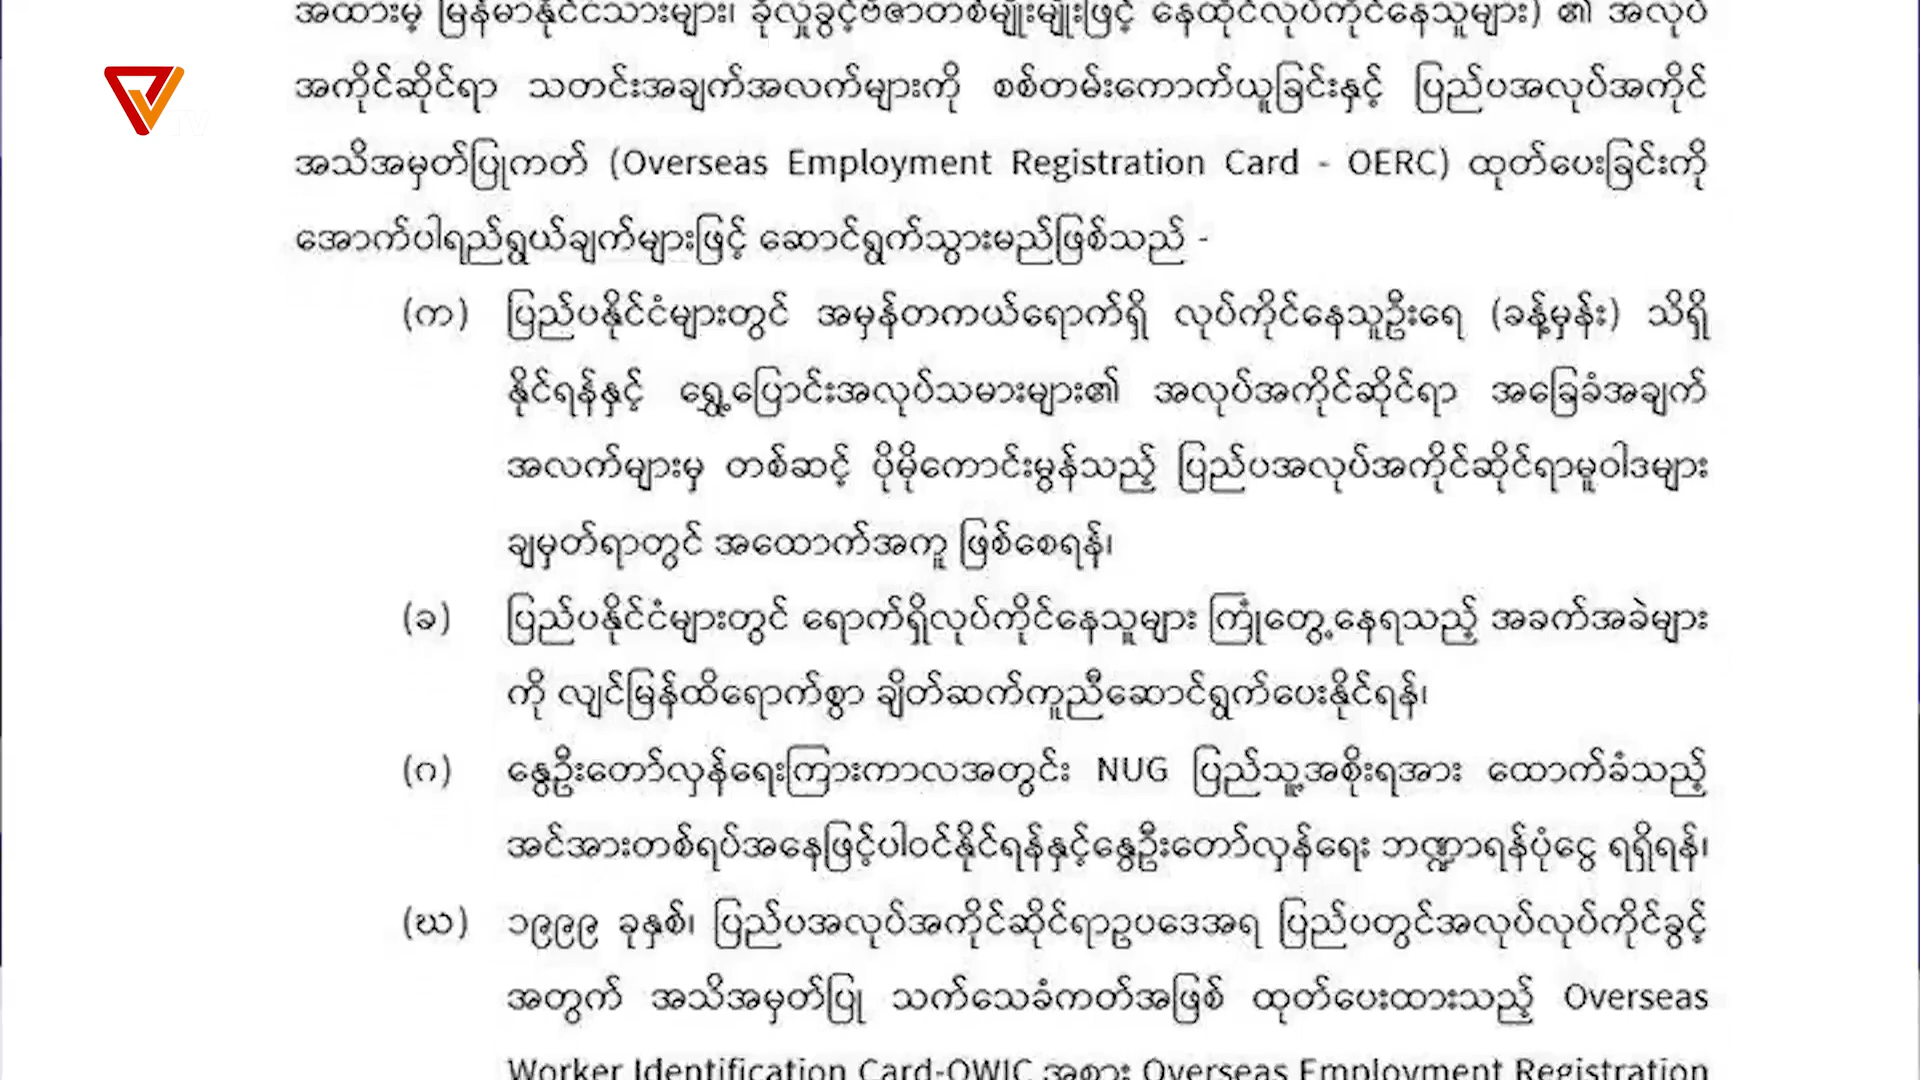 အထားမဲ့ မြန်မာနိုင်ငံသားများ၊ ခိုလှုံခွင့်ဗီဇာတစ်မျိုးမျိုးဖြင့် နေထိုင်လုပ်ကိုင်နေသူများ) ၏ အလုပ်
အကိုင်ဆိုင်ရာ သတင်းအချက်အလက်များကို စစ်တမ်းကောက်ယူခြင်းနှင့် ပြည်ပအလုပ်အကိုင်
အသိအမှတ်ပြုကတ် (Overseas Employment Registration Card - OERC) ထုတ်ပေးခြင်းကို
အောက်ပါရည်ရွယ်ချက်များဖြင့် ဆောင်ရွက်သွားမည်ဖြစ်သည် -
(က) ပြည်ပနိုင်ငံများတွင် အမှန်တကယ်ရောက်ရှိ လုပ်ကိုင်နေသူဦးရေ (ခန့်မှန်း) သိရှိ
နိုင်ရန်နှင့် ရွှေ့ပြောင်းအလုပ်သမားများ၏ အလုပ်အကိုင်ဆိုင်ရာ အခြေခံအချက်
အလက်များမှ တစ်ဆင့် ပိုမိုကောင်းမွန်သည့် ပြည်ပအလုပ်အကိုင်ဆိုင်ရာမူဝါဒများ
ချမှတ်ရာတွင် အထောက်အကူ ဖြစ်စေရန်၊
(ခ) ပြည်ပနိုင်ငံများတွင် ရောက်ရှိလုပ်ကိုင်နေသူများ ကြုံတွေ့နေရသည့် အခက်အခဲများ
ကို လျင်မြန်ထိရောက်စွာ ချိတ်ဆက်ကူညီဆောင်ရွက်ပေးနိုင်ရန်၊
(ဂ) နွေဦးတော်လှန်ရေးကြားကာလအတွင်း NUG ပြည်သူ့အစိုးရအား ထောက်ခံသည့်
အင်အားတစ်ရပ်အနေဖြင့်ပါဝင်နိုင်ရန်နှင့်နွေဦးတော်လှန်ရေး ဘဏ္ဍာရန်ပုံငွေ ရရှိရန်၊
(ဃ) ၁၉၉၉ ခုနှစ်၊ ပြည်ပအလုပ်အကိုင်ဆိုင်ရာဥပဒေအရ ပြည်ပတွင်အလုပ်လုပ်ကိုင်ခွင့်
အတွက် အသိအမှတ်ပြု သက်သေခံကတ်အဖြစ် ထုတ်ပေးထားသည့် Overseas
Worker Identification Card-OWIC အစား Overseas Employment Registration